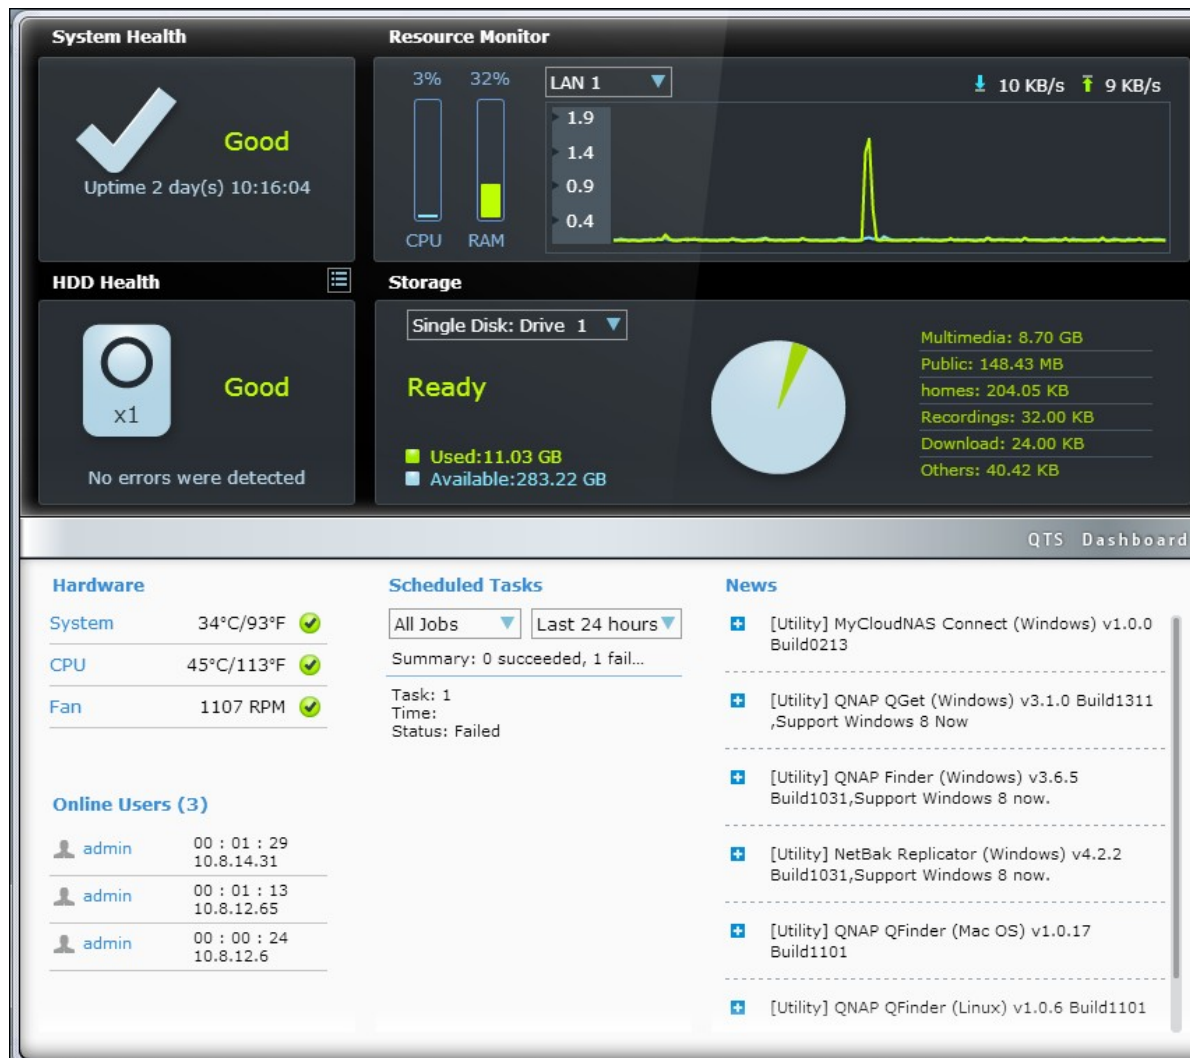 System Health
Good
Uptime 2 day(s) 10:16:04
Resource Monitor
3% 32%
CPU RAM
LAN 1
10 KB/s 9 KB/s
1.9
1.4
0.9
0.4
HDD Health
x1
Good
No errors were detected
Storage
Single Disk: Drive 1
Ready
Used:11.03 GB
Available:283.22 GB
Multimedia: 8.70 GB
Public: 148.43 MB
homes: 204.05 KB
Recordings: 32.00 KB
Download: 24.00 KB
Others: 40.42 KB
QTS Dashboard
Hardware
System 34°C/93°F
CPU 45°C/113°F
Fan 1107 RPM
Online Users (3)
admin 00 : 01 : 29
10.8.14.31
admin 00 : 01 : 13
10.8.12.65
admin 00 : 00 : 24
10.8.12.6
Scheduled Tasks
All Jobs Last 24 hours
Summary: 0 succeeded, 1 fail...
Task: 1
Time:
Status: Failed
News
[Utility] MyCloudNAS Connect (Windows) v1.0.0
Build0213
[Utility] QNAP QGet (Windows) v3.1.0 Build1311
,Support Windows 8 Now
[Utility] QNAP Finder (Windows) v3.6.5
Build1031,Support Windows 8 now.
[Utility] NetBak Replicator (Windows) v4.2.2
Build1031,Support Windows 8 now.
[Utility] QNAP QFinder (Mac OS) v1.0.17
Build1101
[Utility] QNAP QFinder (Linux) v1.0.6 Build1101